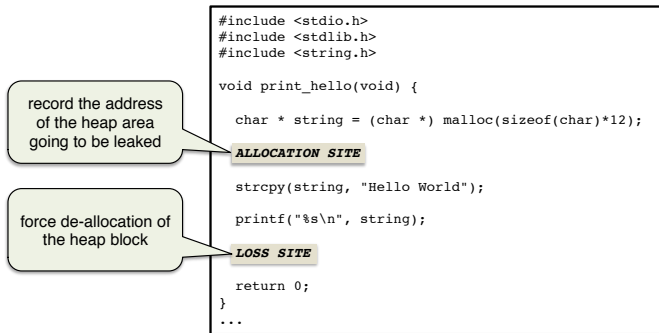 record the address
of the heap area
going to be leaked
force de-allocation of
the heap block
#include <stdio.h>
#include <stdlib.h>
#include <string.h>
void print_hello(void) {
char * string = (char *) malloc(sizeof(char)*12);
ALLOCATION SITE
strcpy(string, "Hello World");
printf("%s\n", string);
LOSS SITE
return 0;
}
...